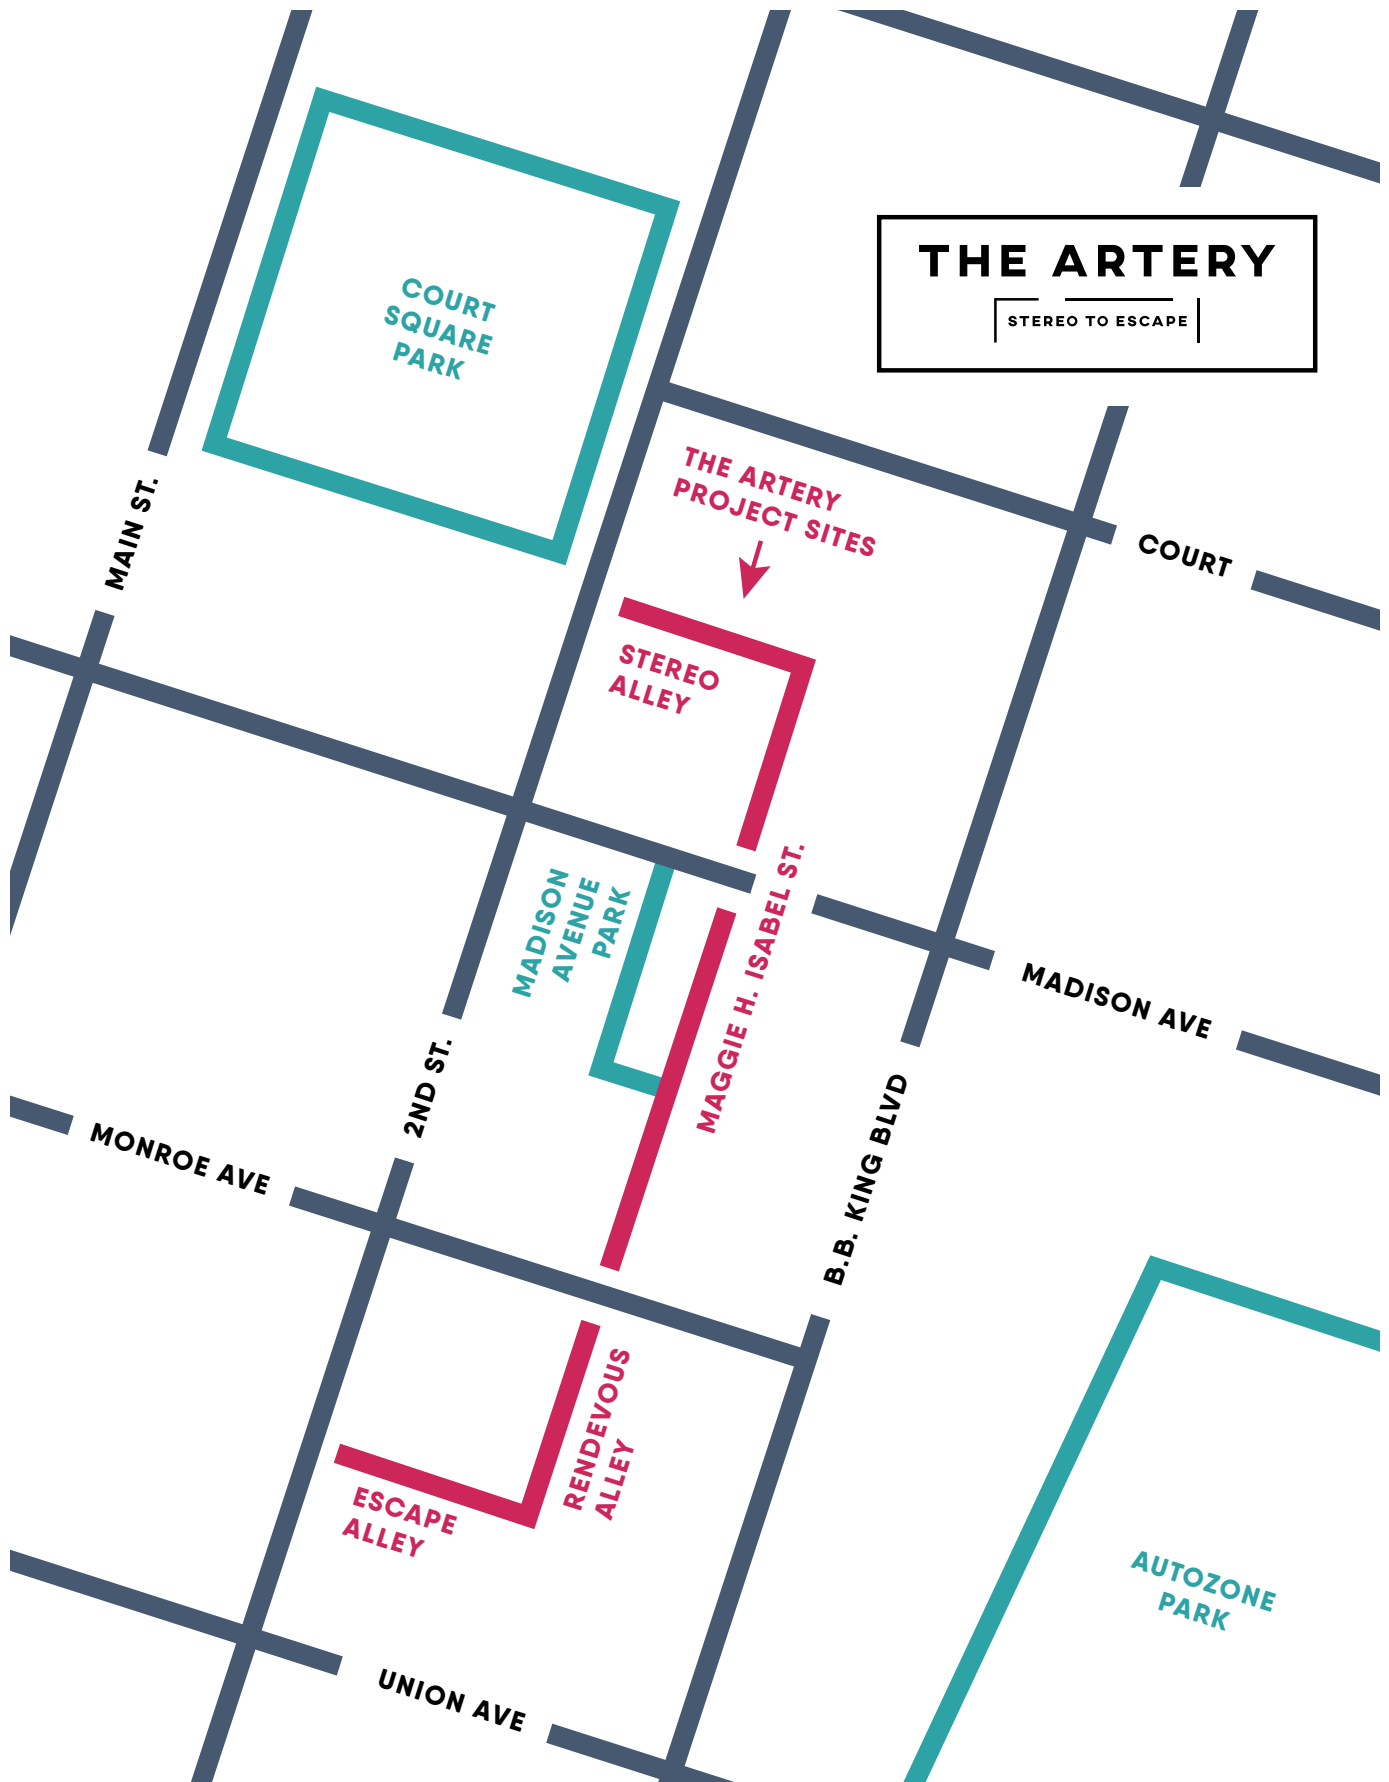 THE ARTERY
STEREO TO ESCAPE
COURT
SQUARE
PARK
THE ARTERY
PROJECT SITES
MAIN ST.
COURT
STEREO
ALLEY
MADISON
AVENUE
PARK
MAGGIE H. ISABEL ST.
MADISON AVE
2ND ST.
MONROE AVE
B.B. KING BLVD
RENDEVOUS
ALLEY
ESCAPE
ALLEY
AUTOZONE
PARK
UNION AVE